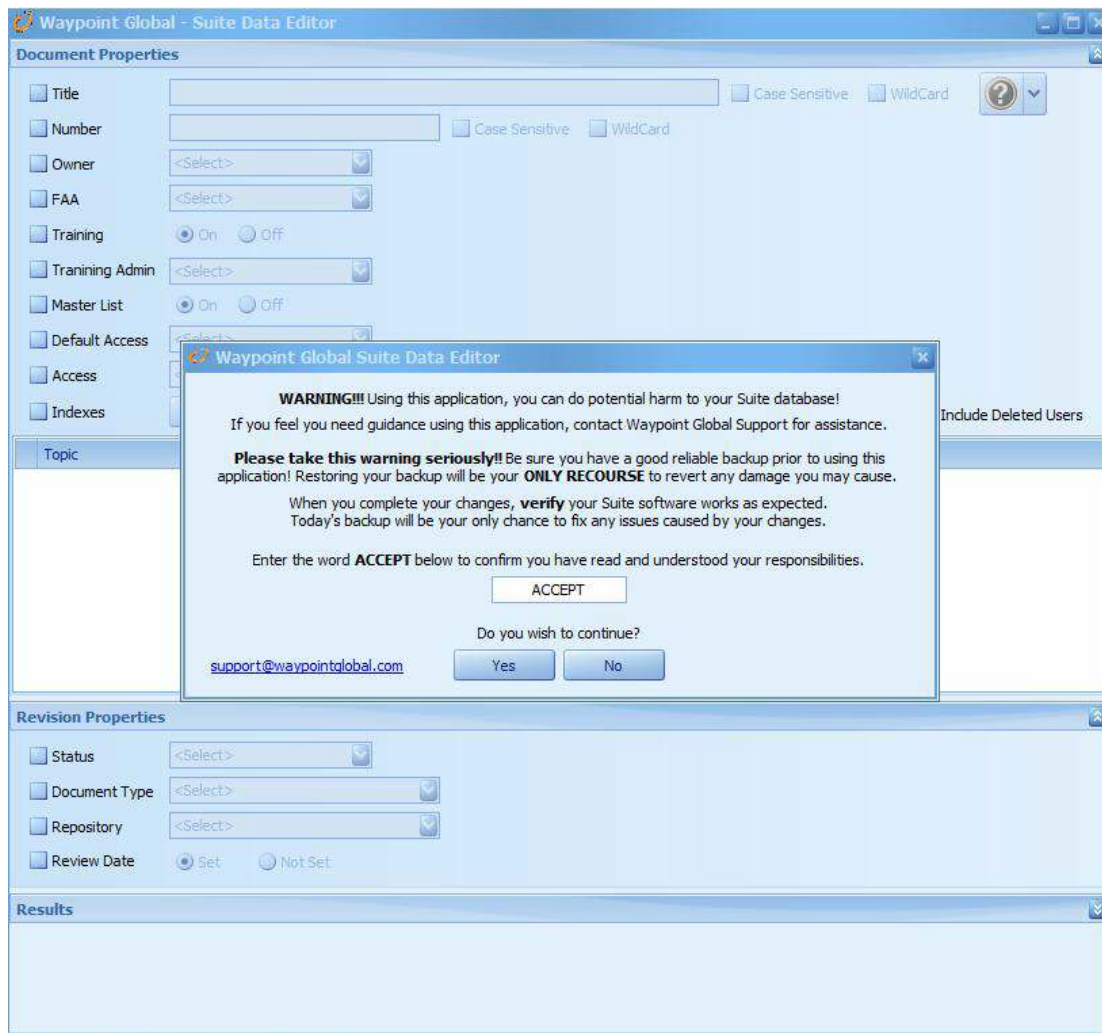 Waypoint Global - Suite Data Editor
Document Properties
Title Case Sensitive WildCard
Number Case Sensitive WildCard
Owner <Select>
FAA <Select>
Training On Off
Tranining Admin <Select>
Master List On Off
Default Access <Select>
Access
Indexes Include Deleted Users
Topic
Waypoint Global Suite Data Editor
WARNING!!! Using this application, you can do potential harm to your Suite database!
If you feel you need guidance using this application, contact Waypoint Global Support for assistance.
Please take this warning seriously!! Be sure you have a good reliable backup prior to using this
application! Restoring your backup will be your ONLY RECOURSE to revert any damage you may cause.
When you complete your changes, verify your Suite software works as expected.
Today's backup will be your only chance to fix any issues caused by your changes.
Enter the word ACCEPT below to confirm you have read and understood your responsibilities.
ACCEPT
Do you wish to continue?
support@waypointglobal.com Yes No
Revision Properties
Status <Select>
Document Type <Select>
Repository <Select>
Review Date Set Not Set
Results